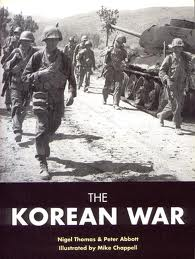 THE
KOREAN WAR
Nigel Thomas & Peter Abbott
Illustrated by Mike Chappell